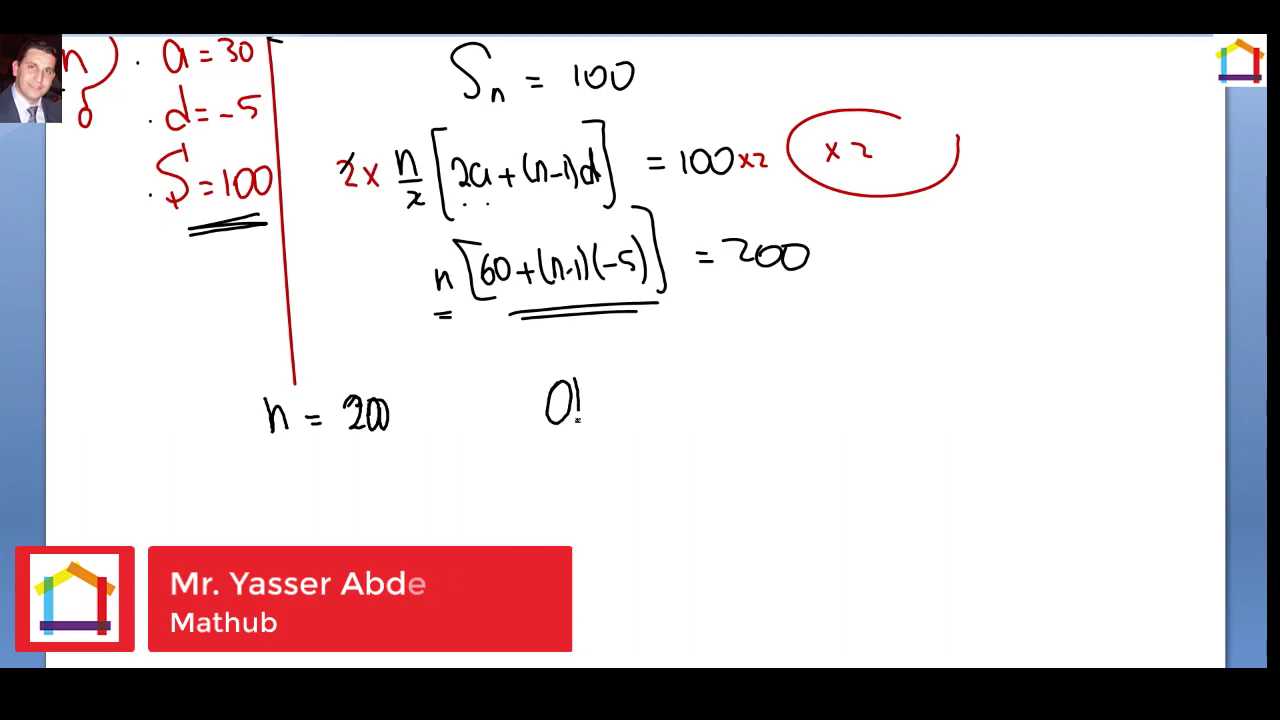 n) . a = 30
. d = -5
. S = 100
Sₙ = 100
2 x n/2 [2a + (n-1)d] = 100 x2
x 2
n [60 + (n-1)(-5)] = 200
n = 200
0!
Mr. Yasser Abde
Mathub